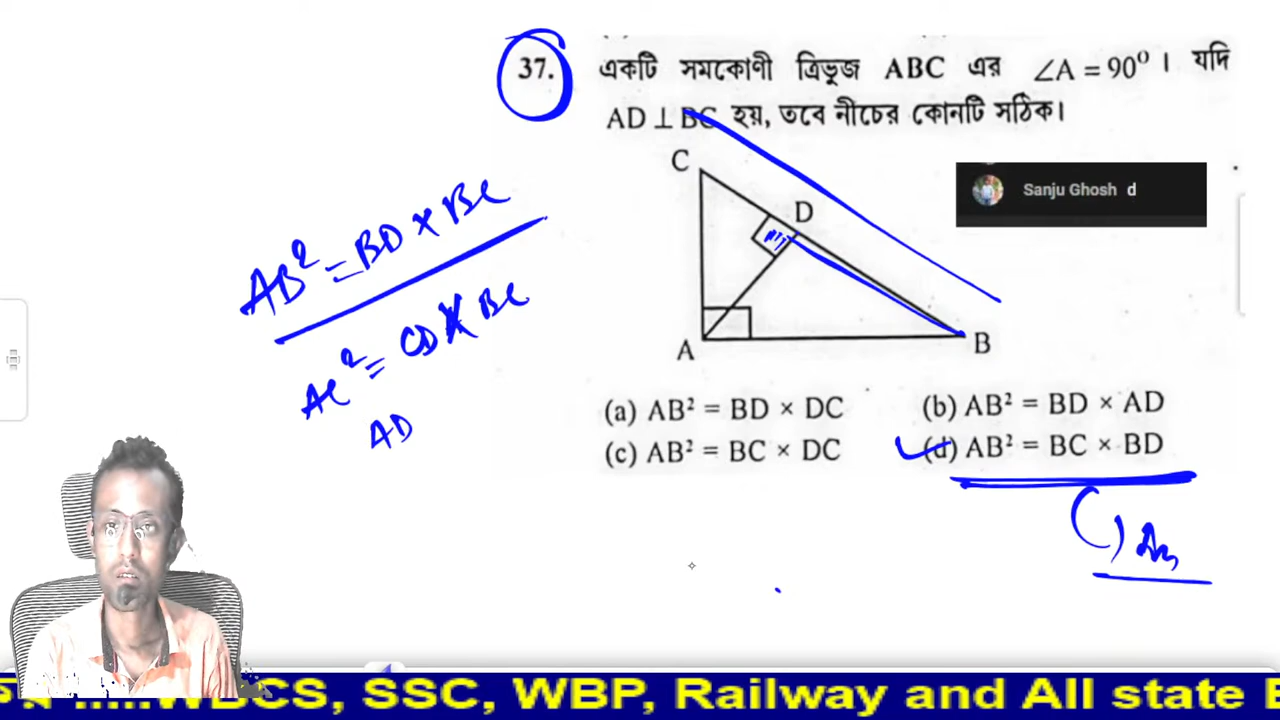 37. একটি সমকোণী ত্রিভুজ ABC এর ∠A = 90⁰ । যদি
AD ⊥ BC হয়, তবে নীচের কোনটি সঠিক।
C
D
A
B
Sanju Ghosh d
AB² = BD × BC
AC² = CD × BC
AD
(a) AB² = BD × DC (b) AB² = BD × AD
(c) AB² = BC × DC (d) AB² = BC × BD
( ) Ans
.....WBCS, SSC, WBP, Railway and All state